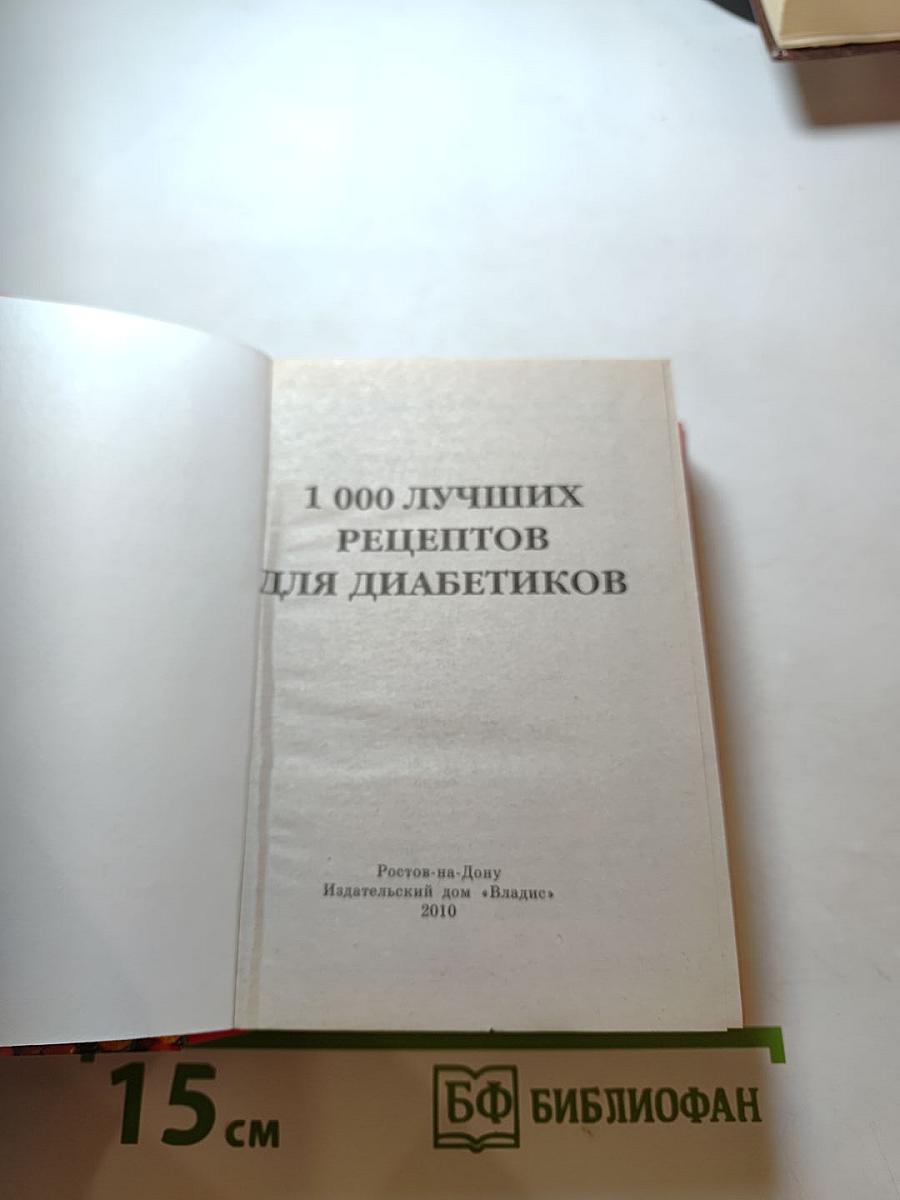 1 000 ЛУЧШИХ
РЕЦЕПТОВ
ДЛЯ ДИАБЕТИКОВ
Ростов-на-Дону
Издательский дом «Владис»
2010
15 см
БФ БИБЛИОФАН